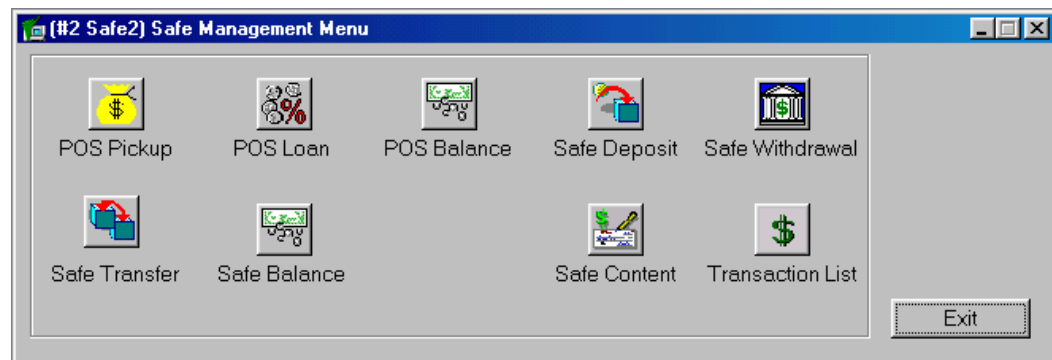 (#2 Safe2) Safe Management Menu
POS Pickup POS Loan POS Balance Safe Deposit Safe Withdrawal
Safe Transfer Safe Balance Safe Content Transaction List
Exit